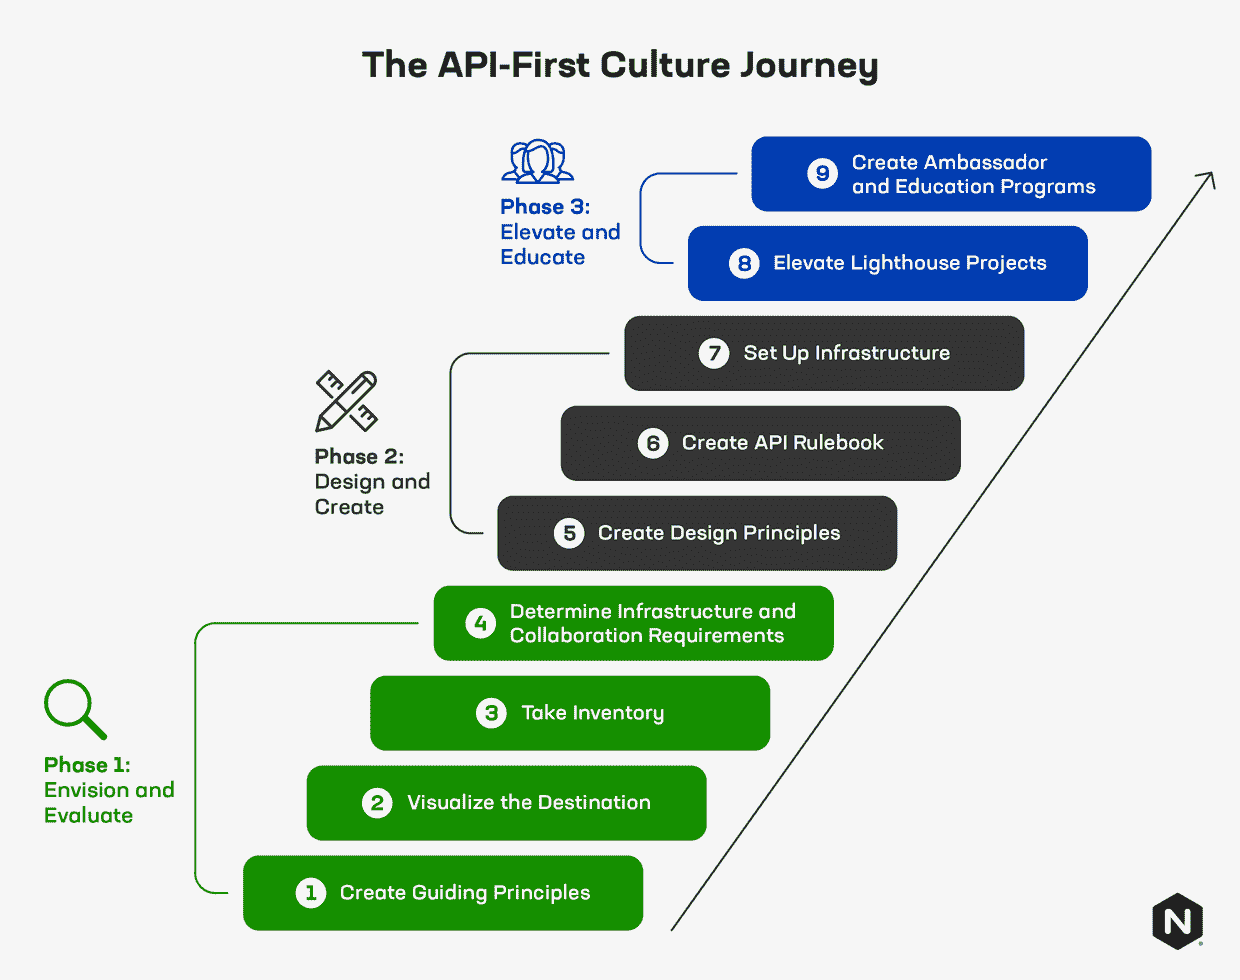 The API-First Culture Journey
9
Create Ambassador
and Education Programs
Phase 3:
Elevate and
Educate
8 Elevate Lighthouse Projects
7 Set Up Infrastructure
6 Create API Rulebook
Phase 2:
Design and
Create
5 Create Design Principles
4
Determine Infrastructure and
Collaboration Requirements
3 Take Inventory
Phase 1:
Envision and
Evaluate
2 Visualize the Destination
1 Create Guiding Principles
N